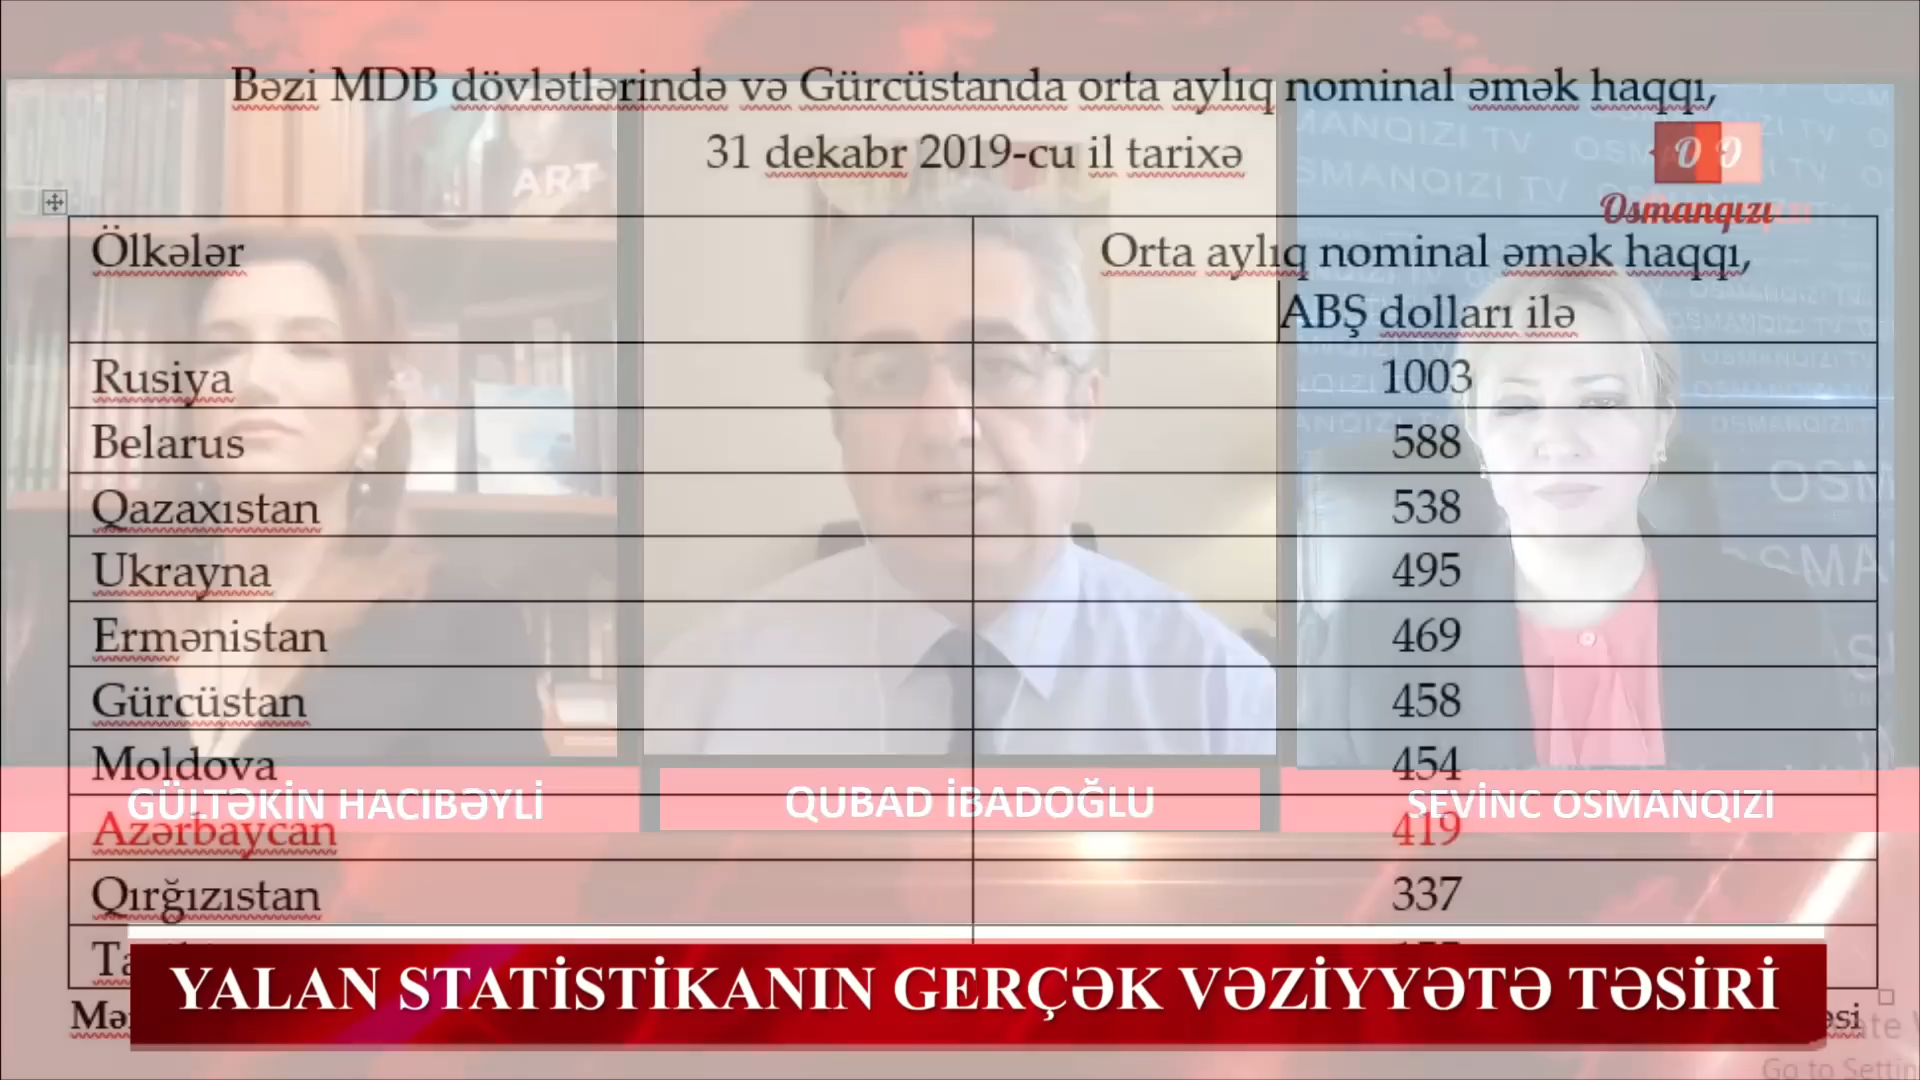 Bəzi MDB dövlətlərində və Gürcüstanda orta aylıq nominal əmək haqqı,
31 dekabr 2019-cu il tarixə
ART
Osmanqızı
Ölkələr
Orta aylıq nominal əmək haqqı,
ABŞ dolları ilə
Rusiya 1003
Belarus 588
Qazaxıstan 538
Ukrayna 495
Ermənistan 469
Gürcüstan 458
Moldova 454
GÜLTƏKİN HACIBƏYLİ
QUBAD İBADOĞLU
SEVİNC OSMANQIZI
Azərbaycan 419
Qırğızıstan 337
YALAN STATİSTİKANIN GERÇƏK VƏZİYYƏTƏ TƏSİRİ